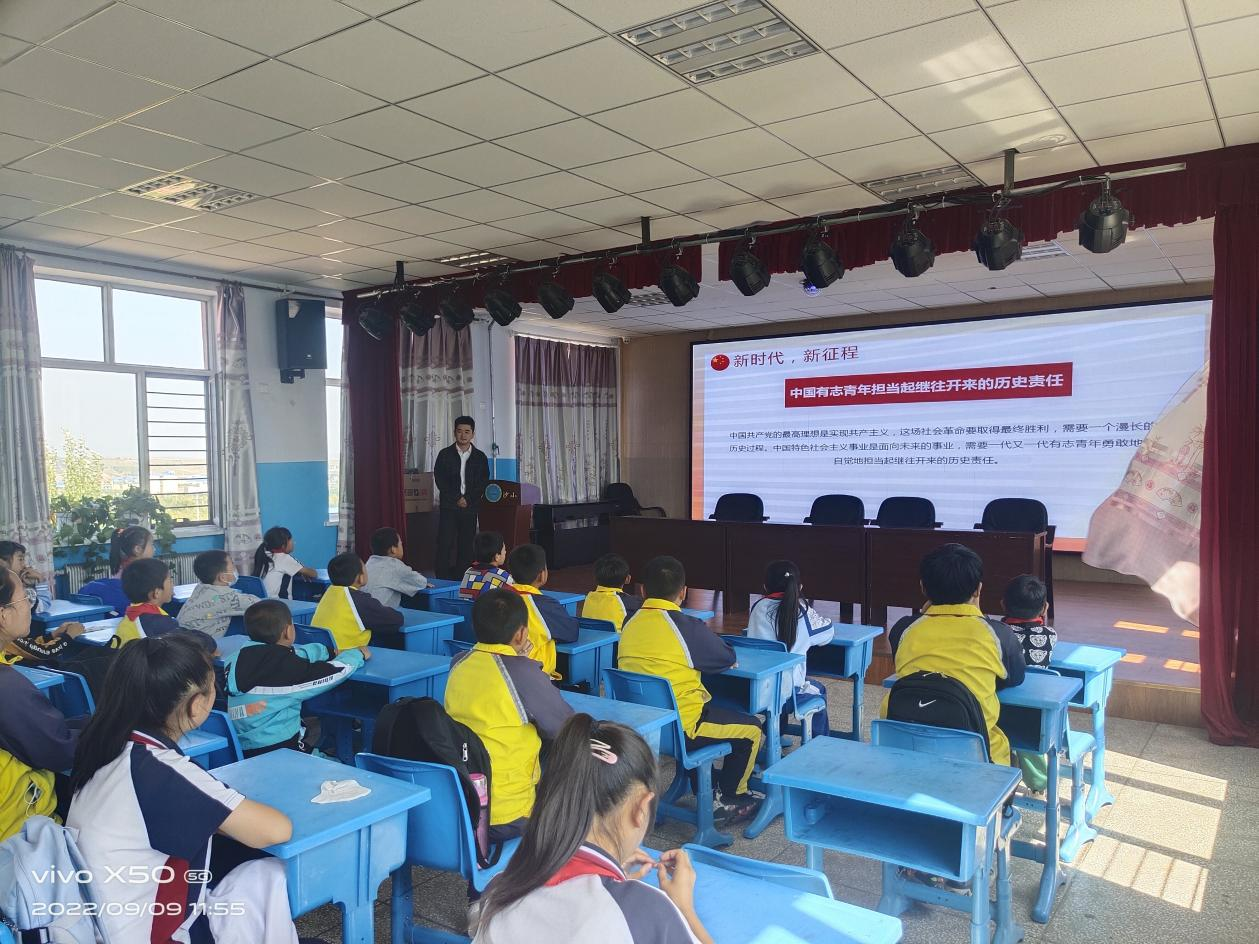 新时代，新征程
中国有志青年担当起继往开来的历史责任
中国共产党的最高理想是实现共产主义，这场社会革命要取得最终胜利，需要一个漫长的
历史过程。中国特色社会主义事业是面向未来的事业，需要一代又一代有志青年勇敢地
自觉地担当起继往开来的历史责任。
vivo X50 5G
2022/09/09 11:55